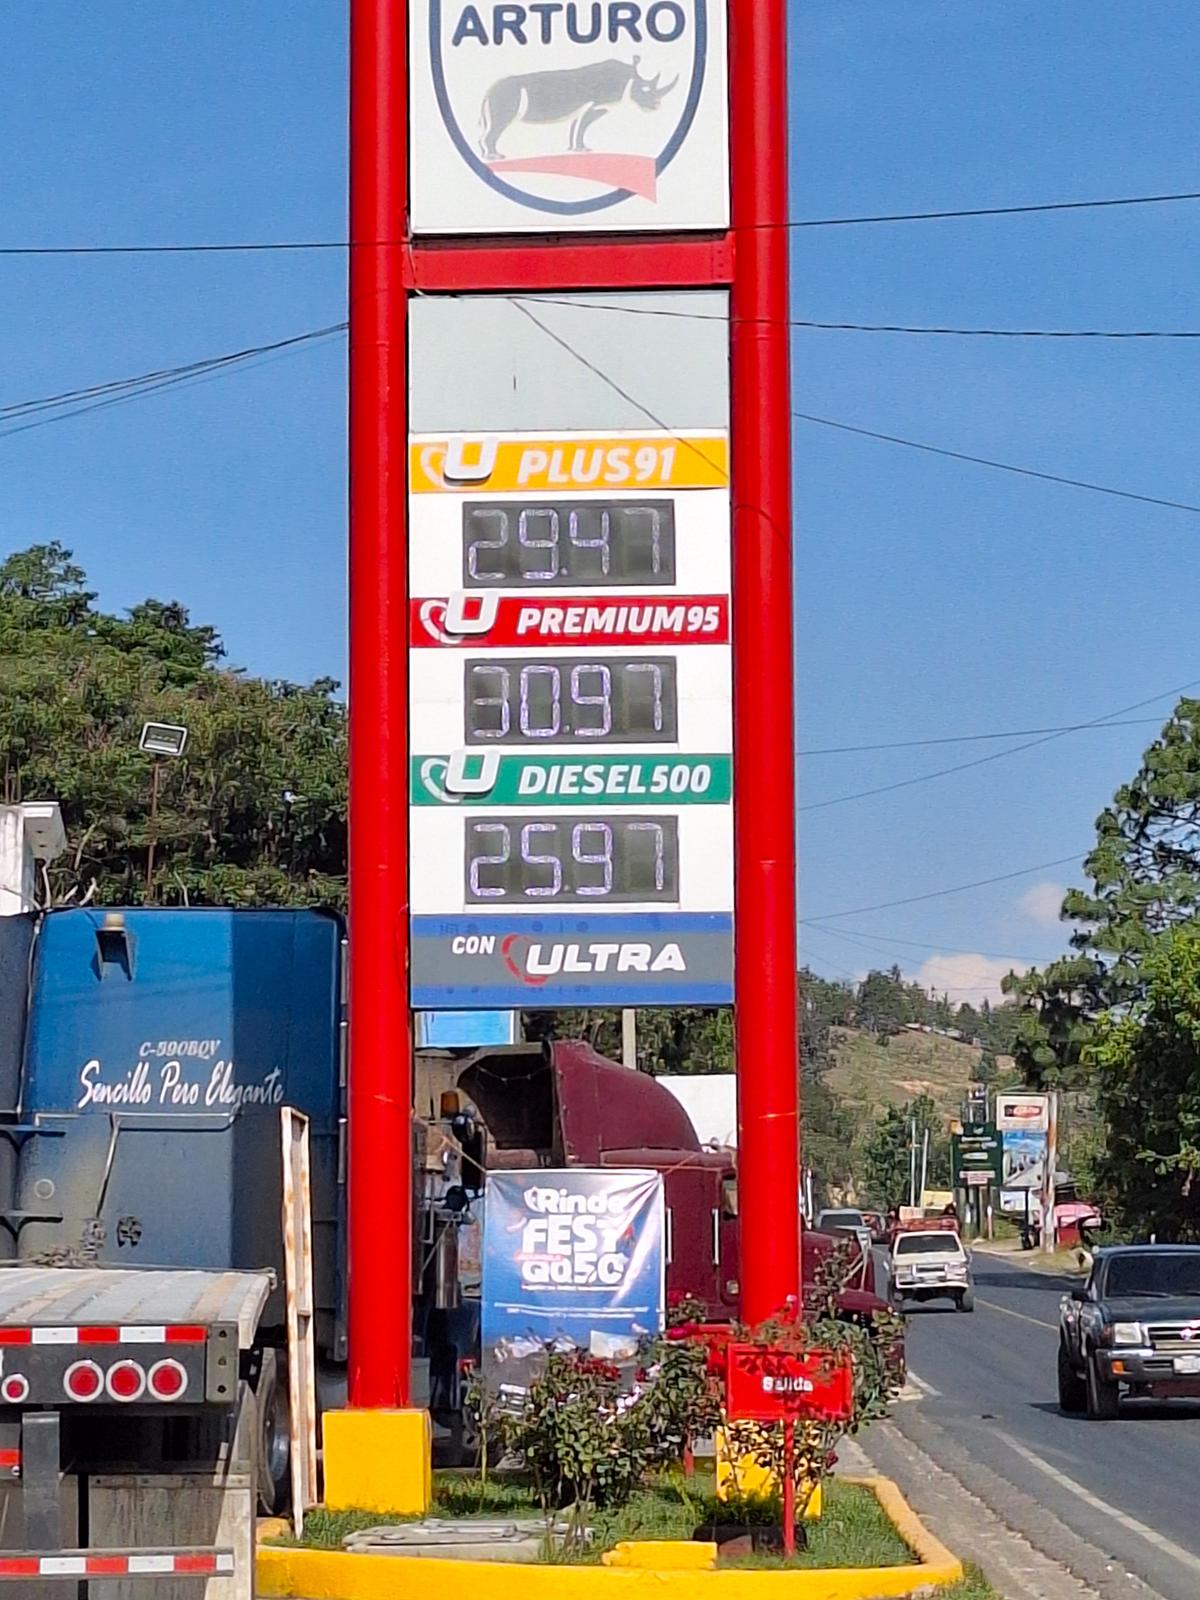 ARTURO
U PLUS91
29.47
U PREMIUM95
30.97
U DIESEL500
25.97
CON ULTRA
C-590BQV
Sencillo Pero Elegante
Rinde
FEST
Salida